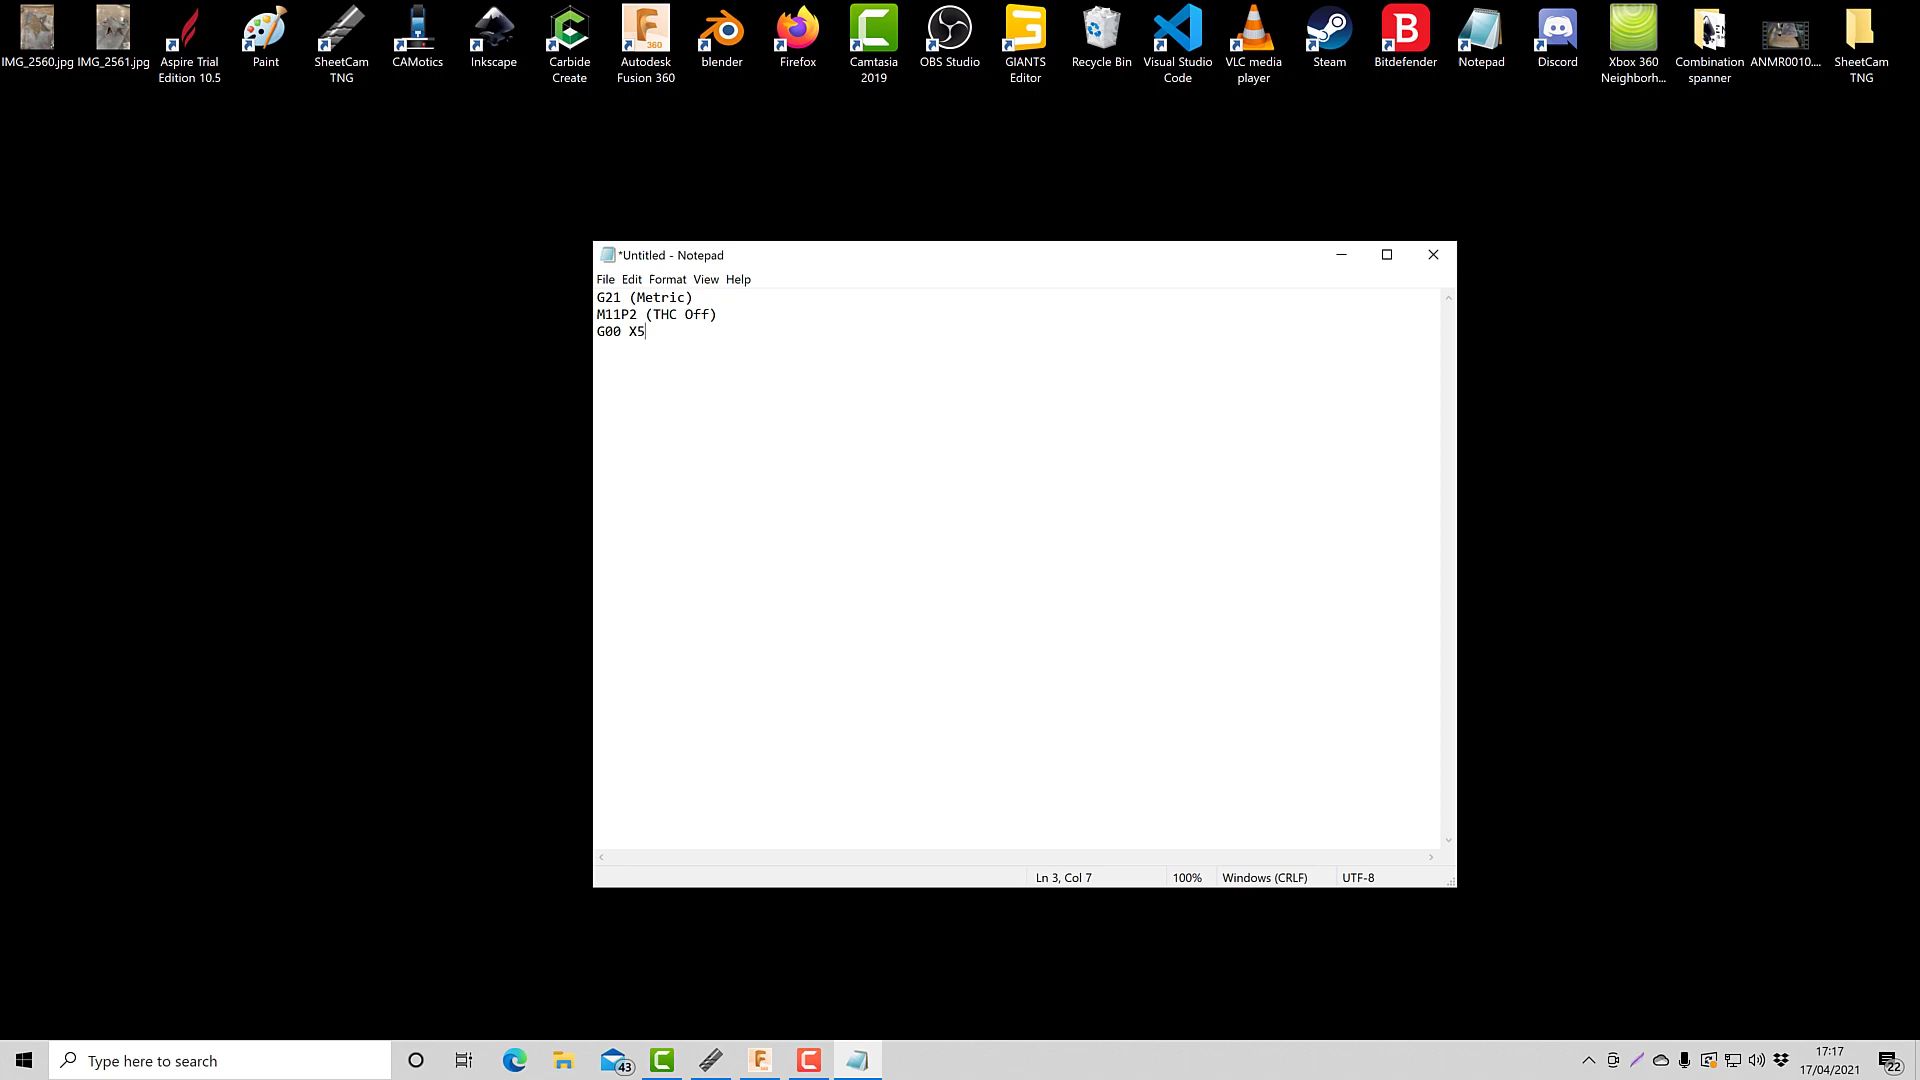 IMG_2560.jpg
IMG_2561.jpg
Aspire Trial
Edition 10.5
Paint
SheetCam
TNG
CAMotics
Inkscape
Carbide
Create
360
Autodesk
Fusion 360
blender
Firefox
Camtasia
2019
OBS Studio
GIANTS
Editor
Recycle Bin
Visual Studio
Code
VLC media
player
Steam
B
Bitdefender
Notepad
Discord
Xbox 360
Neighborh...
Combination
spanner
ANMR0010....
SheetCam
TNG
*Untitled - Notepad
File Edit Format View Help
G21 (Metric)
M11P2 (THC Off)
G00 X5
Ln 3, Col 7 100% Windows (CRLF) UTF-8
Type here to search
43
17:17
17/04/2021
22